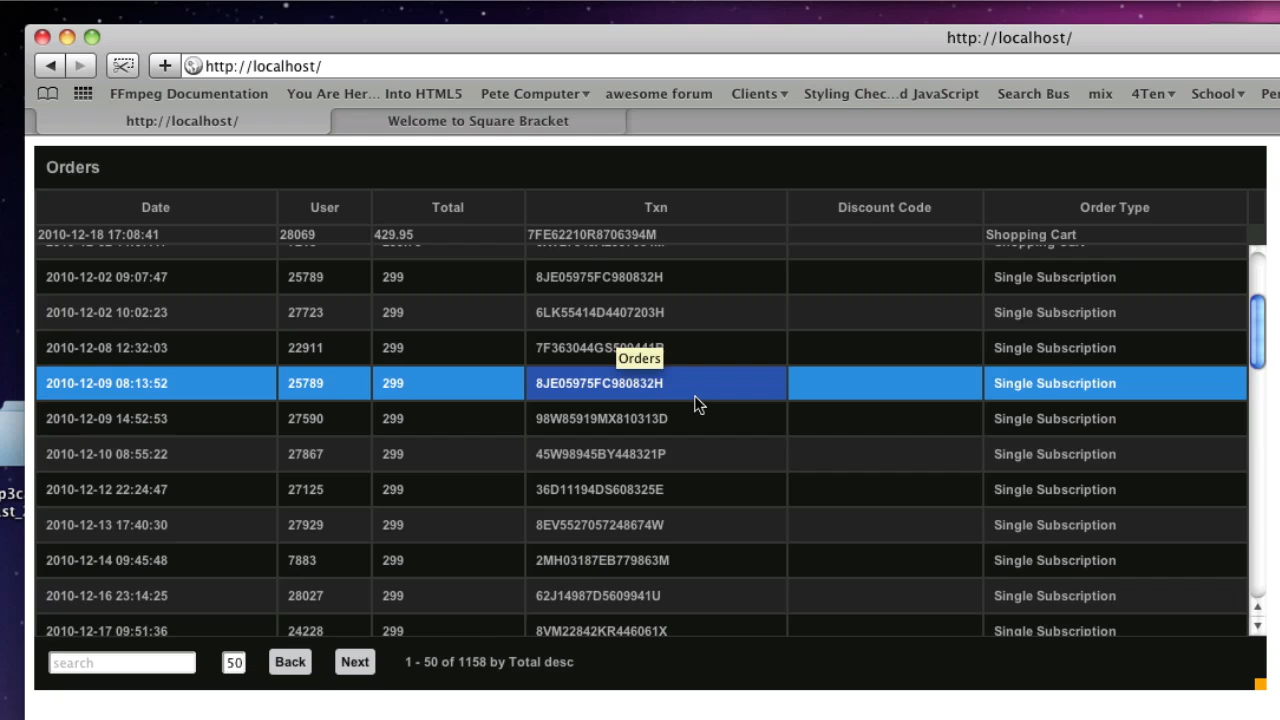 http://localhost/
http://localhost/
FFmpeg Documentation You Are Her... Into HTML5 Pete Computer▾ awesome forum Clients▾ Styling Chec...d JavaScript Search Bus mix 4Ten▾ School▾ Pe
http://localhost/ Welcome to Square Bracket
Orders
Date User Total Txn Discount Code Order Type
2010-12-18 17:08:41 28069 429.95 7FE62210R8706394M Shopping Cart
Shopping Cart
2010-12-02 09:07:47 25789 299 8JE05975FC980832H Single Subscription
2010-12-02 10:02:23 27723 299 6LK55414D4407203H Single Subscription
2010-12-08 12:32:03 22911 299 Single Subscription
Orders
2010-12-09 08:13:52 25789 299 8JE05975FC980832H Single Subscription
2010-12-09 14:52:53 27590 299 98W85919MX810313D Single Subscription
2010-12-10 08:55:22 27867 299 45W98945BY448321P Single Subscription
2010-12-12 22:24:47 27125 299 36D11194DS608325E Single Subscription
2010-12-13 17:40:30 27929 299 8EV5527057248674W Single Subscription
2010-12-14 09:45:48 7883 299 2MH03187EB779863M Single Subscription
2010-12-16 23:14:25 28027 299 62J14987D5609941U Single Subscription
2010-12-17 09:51:36 24228 299 8VM22842KR446061X Single Subscription
search 50 Back Next 1 - 50 of 1158 by Total desc